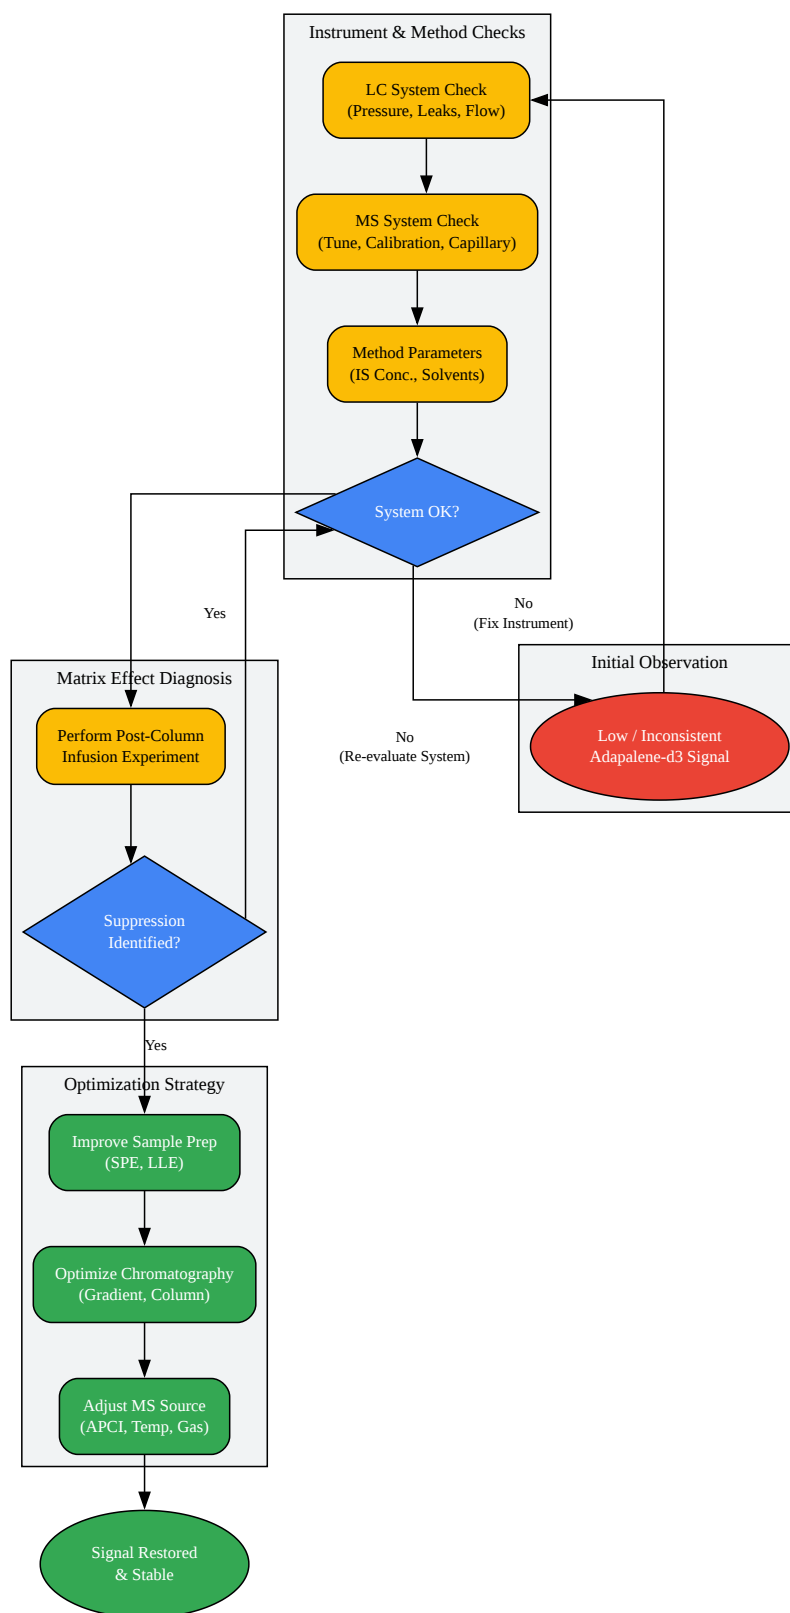 Instrument & Method Checks
LC System Check
(Pressure, Leaks, Flow)
MS System Check
(Tune, Calibration, Capillary)
Method Parameters
(IS Conc., Solvents)
System OK?
No
(Fix Instrument)
Yes
Initial Observation
Low / Inconsistent
Adapalene-d3 Signal
No
(Re-evaluate System)
Matrix Effect Diagnosis
Perform Post-Column
Infusion Experiment
Suppression
Identified?
Yes
Optimization Strategy
Improve Sample Prep
(SPE, LLE)
Optimize Chromatography
(Gradient, Column)
Adjust MS Source
(APCI, Temp, Gas)
Signal Restored
& Stable